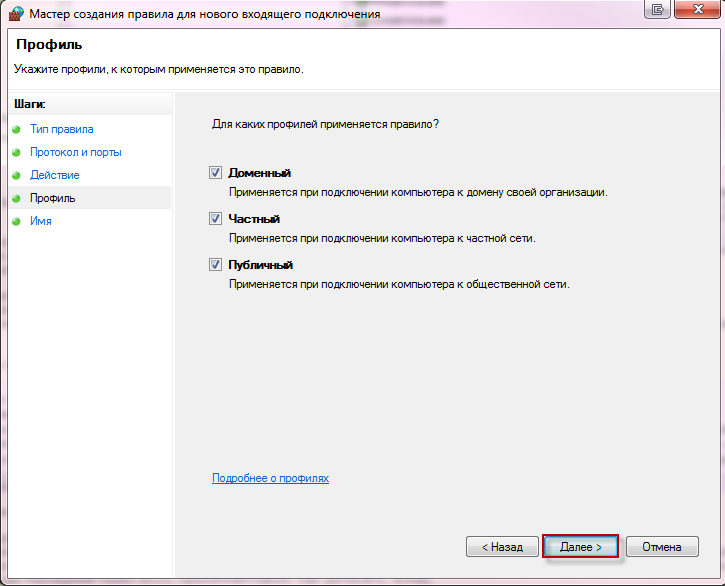 Мастер создания правила для нового входящего подключения
Профиль
Укажите профили, к которым применяется это правило.
Шаги:
Тип правила
Протокол и порты
Действие
Профиль
Имя
Для каких профилей применяется правило?
Доменный
Применяется при подключении компьютера к домену своей организации.
Частный
Применяется при подключении компьютера к частной сети.
Публичный
Применяется при подключении компьютера к общественной сети.
Подробнее о профилях
< Назад
Далее >
Отмена